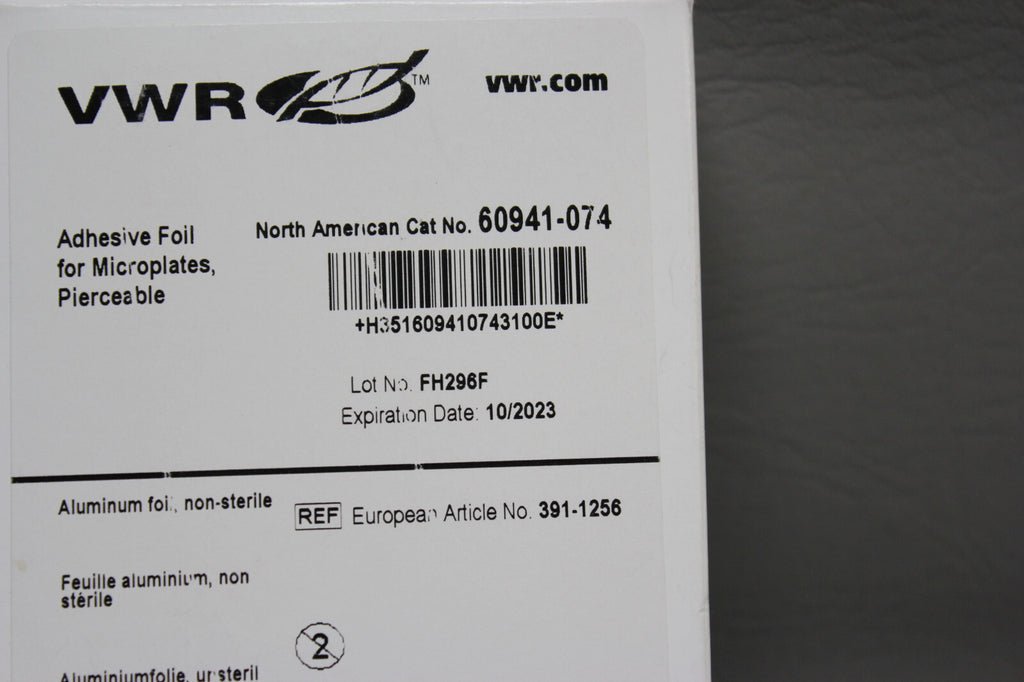 VWR TM
vwr.com
Adhesive Foil
for Microplates,
Pierceable
North American Cat No. 60941-074
+H351609410743100E*
Lot No. FH296F
Expiration Date: 10/2023
Aluminum foil, non-sterile
REF European Article No. 391-1256
Feuille aluminium, non
stérile
2
Aluminiumfolie, unsteril